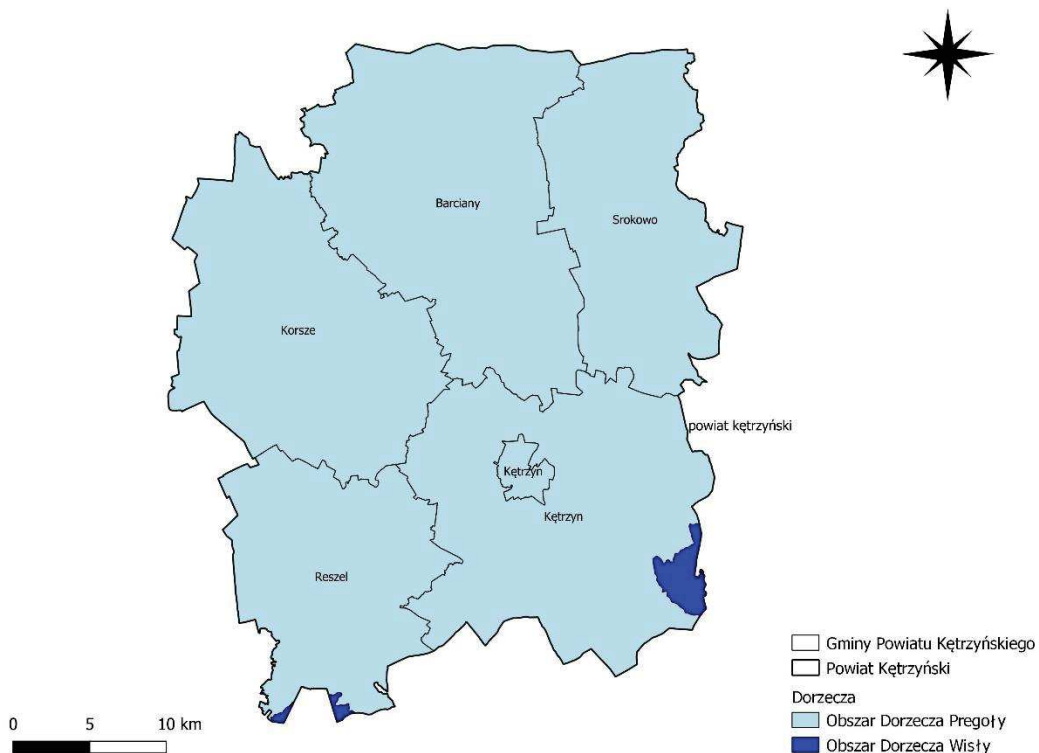 Barciany
Srokowo
Korsze
powiat kętrzyński
Kętrzyn
Kętrzyn
Reszel
Gminy Powiatu Kętrzyńskiego
Powiat Kętrzyński
Dorzecza
Obszar Dorzecza Pregoły
Obszar Dorzecza Wisły
0 5 10 km